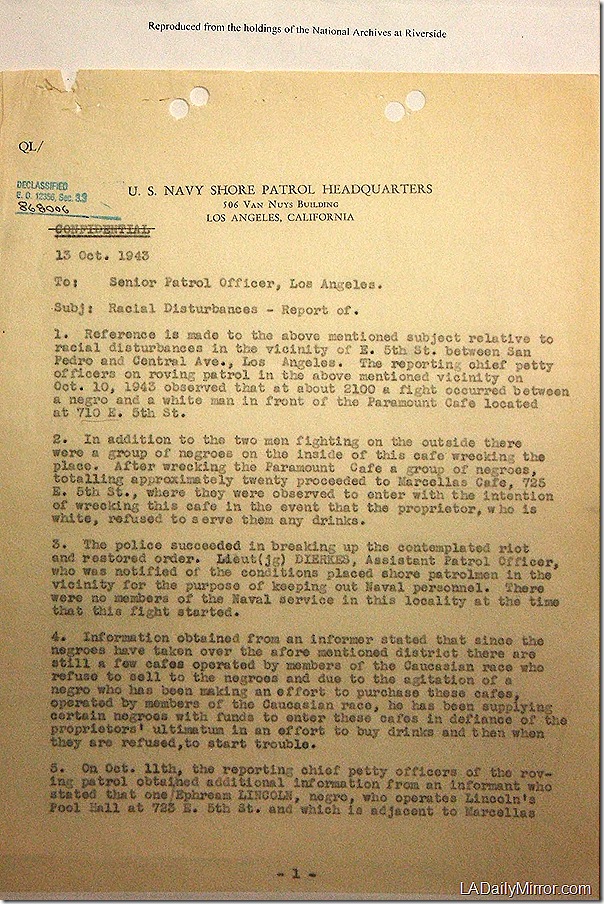 Reproduced from the holdings of the National Archives at Riverside
QL/
DECLASSIFIED
E. O. 12356, Sec. 3.3
868006
U. S. NAVY SHORE PATROL HEADQUARTERS
506 VAN NUYS BUILDING
LOS ANGELES, CALIFORNIA
CONFIDENTIAL
13 Oct. 1943
To: Senior Patrol Officer, Los Angeles.
Subj: Racial Disturbances - Report of.
1. Reference is made to the above mentioned subject relative to
racial disturbances in the vicinity of E. 5th St. between San
Pedro and Central Ave., Los Angeles. The reporting chief petty
officers on roving patrol in the above mentioned vicinity on
Oct. 10, 1943 observed that at about 2100 a fight occurred between
a negro and a white man in front of the Paramount Cafe located
at 710 E. 5th St.
2. In addition to the two men fighting on the outside there
were a group of negroes on the inside of this cafe wrecking the
place. After wrecking the Paramount Cafe a group of negroes,
totalling approximately twenty proceeded to Marcellas Cafe, 725
E. 5th St., where they were observed to enter with the intention
of wrecking this cafe in the event that the proprietor, who is
white, refused to serve them any drinks.
3. The police succeeded in breaking up the contemplated riot
and restored order. Lieut(jg) DIERKES, Assistant Patrol Officer,
who was notified of the conditions placed shore patrolmen in the
vicinity for the purpose of keeping out Naval personnel. There
were no members of the Naval service in this locality at the time
that this fight started.
4. Information obtained from an informer stated that since the
negroes have taken over the afore mentioned district there are
still a few cafes operated by members of the Caucasian race who
refuse to sell to the negroes and due to the agitation of a
negro who has been making an effort to purchase these cafes,
operated by members of the Caucasian race, he has been supplying
certain negroes with funds to enter these cafes in defiance of the
proprietors' ultimatum in an effort to buy drinks and then when
they are refused,to start trouble.
5. On Oct. 11th, the reporting chief petty officers of the rov-
ing patrol obtained additional information from an informant who
stated that one/Ephream LINCOLN, negro, who operates Lincoln's
Pool Hall at 723 E. 5th St. and which is adjacent to Marcellas
- 1 -
LADailyMirror.com